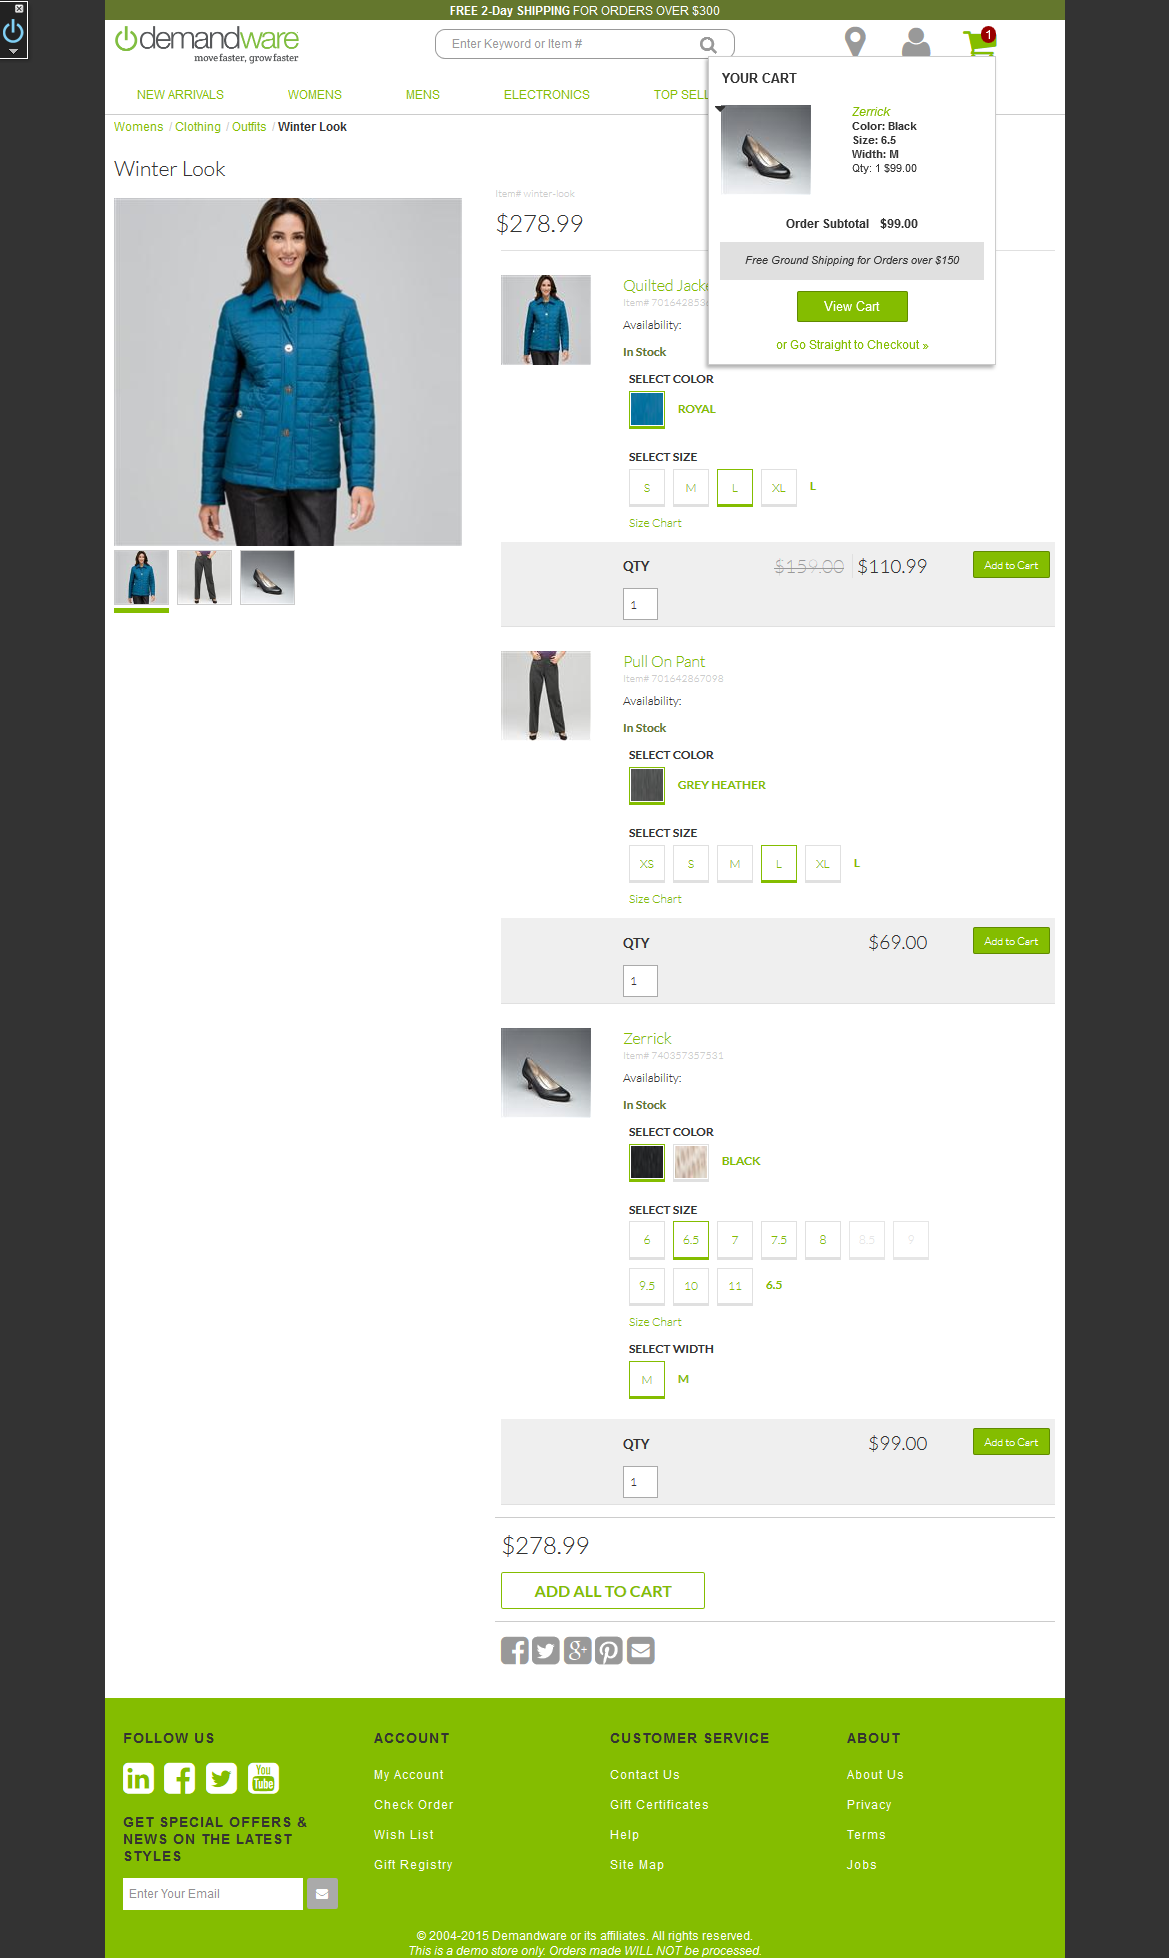 FREE 2-Day SHIPPING FOR ORDERS OVER $300
demandware
move faster, grow faster
Enter Keyword or Item #
1
NEW ARRIVALS WOMENS MENS ELECTRONICS TOP SELL
YOUR CART
Zerrick
Color: Black
Size: 6.5
Width: M
Qty: 1 $99.00
Order Subtotal $99.00
Free Ground Shipping for Orders over $150
View Cart
or Go Straight to Checkout »
Womens / Clothing / Outfits / Winter Look
Winter Look
Item# winter-look
$278.99
Quilted Jacke
Item# 701642853
Availability:
In Stock
SELECT COLOR
ROYAL
SELECT SIZE
S M L XL L
Size Chart
QTY $159.00 $110.99 Add to Cart
1
Pull On Pant
Item# 701642867098
Availability:
In Stock
SELECT COLOR
GREY HEATHER
SELECT SIZE
XS S M L XL L
Size Chart
QTY $69.00 Add to Cart
1
Zerrick
Item# 740357357531
Availability:
In Stock
SELECT COLOR
BLACK
SELECT SIZE
6 6.5 7 7.5 8 8.5 9
9.5 10 11 6.5
Size Chart
SELECT WIDTH
M M
QTY $99.00 Add to Cart
1
$278.99
ADD ALL TO CART
FOLLOW US
in f You Tube
GET SPECIAL OFFERS &
NEWS ON THE LATEST
STYLES
Enter Your Email
ACCOUNT
My Account
Check Order
Wish List
Gift Registry
CUSTOMER SERVICE
Contact Us
Gift Certificates
Help
Site Map
ABOUT
About Us
Privacy
Terms
Jobs
© 2004-2015 Demandware or its affiliates. All rights reserved.
This is a demo store only. Orders made WILL NOT be processed.